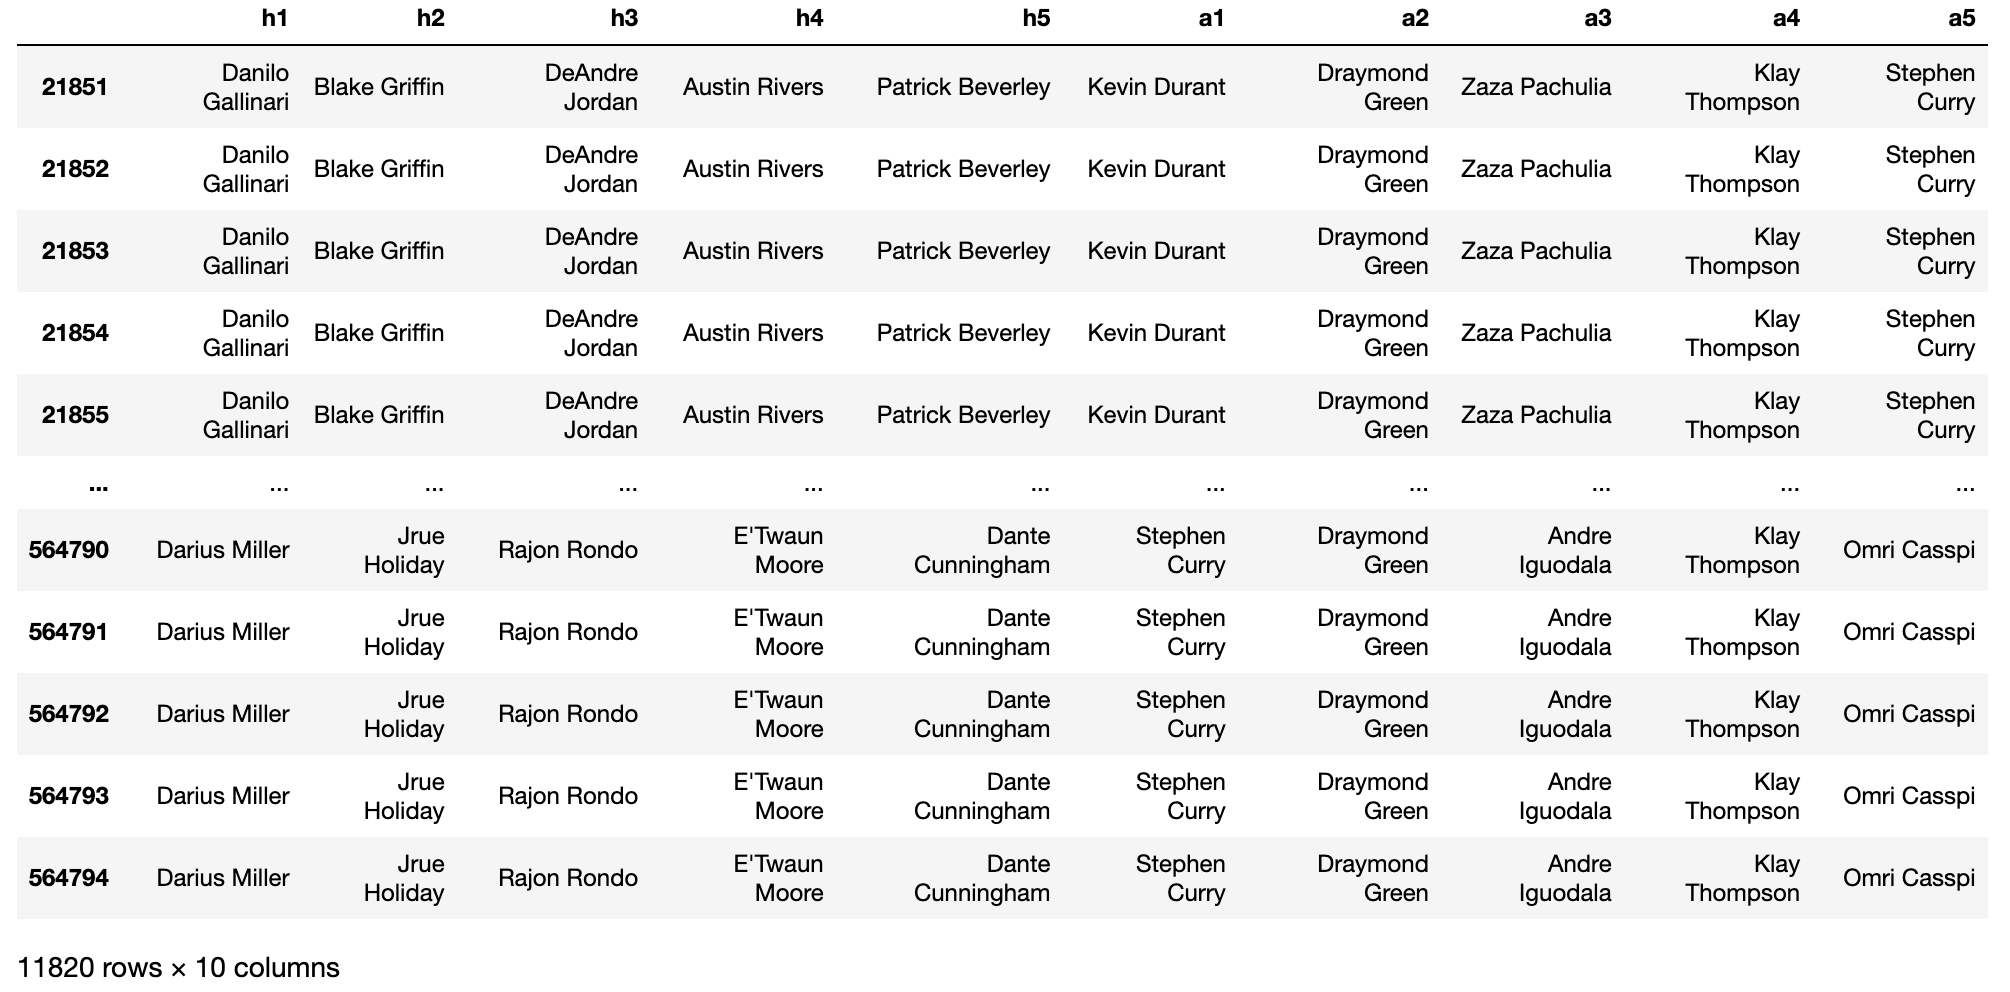 h1 h2 h3 h4 h5 a1 a2 a3 a4 a5
21851 Danilo Gallinari Blake Griffin DeAndre Jordan Austin Rivers Patrick Beverley Kevin Durant Draymond Green Zaza Pachulia Klay Thompson Stephen Curry
21852 Danilo Gallinari Blake Griffin DeAndre Jordan Austin Rivers Patrick Beverley Kevin Durant Draymond Green Zaza Pachulia Klay Thompson Stephen Curry
21853 Danilo Gallinari Blake Griffin DeAndre Jordan Austin Rivers Patrick Beverley Kevin Durant Draymond Green Zaza Pachulia Klay Thompson Stephen Curry
21854 Danilo Gallinari Blake Griffin DeAndre Jordan Austin Rivers Patrick Beverley Kevin Durant Draymond Green Zaza Pachulia Klay Thompson Stephen Curry
21855 Danilo Gallinari Blake Griffin DeAndre Jordan Austin Rivers Patrick Beverley Kevin Durant Draymond Green Zaza Pachulia Klay Thompson Stephen Curry
... ... ... ... ... ... ... ... ... ... ...
564790 Darius Miller Jrue Holiday Rajon Rondo E'Twaun Moore Dante Cunningham Stephen Curry Draymond Green Andre Iguodala Klay Thompson Omri Casspi
564791 Darius Miller Jrue Holiday Rajon Rondo E'Twaun Moore Dante Cunningham Stephen Curry Draymond Green Andre Iguodala Klay Thompson Omri Casspi
564792 Darius Miller Jrue Holiday Rajon Rondo E'Twaun Moore Dante Cunningham Stephen Curry Draymond Green Andre Iguodala Klay Thompson Omri Casspi
564793 Darius Miller Jrue Holiday Rajon Rondo E'Twaun Moore Dante Cunningham Stephen Curry Draymond Green Andre Iguodala Klay Thompson Omri Casspi
564794 Darius Miller Jrue Holiday Rajon Rondo E'Twaun Moore Dante Cunningham Stephen Curry Draymond Green Andre Iguodala Klay Thompson Omri Casspi
11820 rows × 10 columns